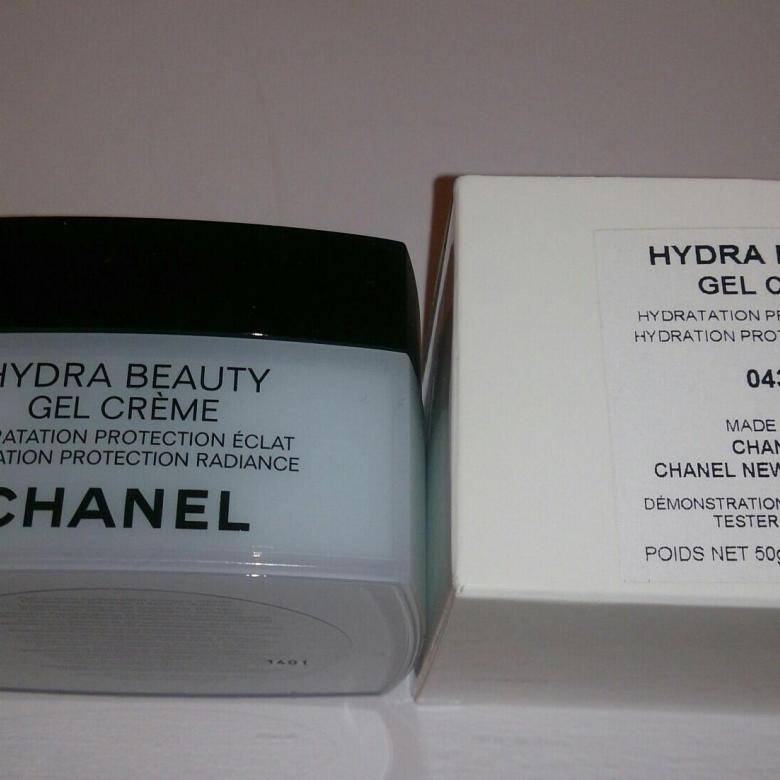 HYDRA BEAUTY
GEL CRÈME
RATATION PROTECTION ÉCLAT
ATION PROTECTION RADIANCE
CHANEL
1401
HYDRA
GEL C
HYDRATATION PR
HYDRATION PROT
043
MADE
CHAN
CHANEL NEW
DÉMONSTRATION
TESTER
POIDS NET 50g